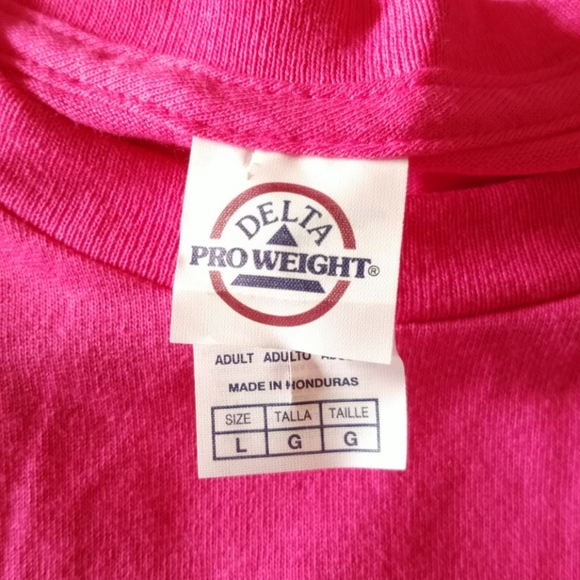 DELTA
PRO WEIGHT®
ADULT ADULTO
MADE IN HONDURAS
SIZE TALLA TAILLE
L G G